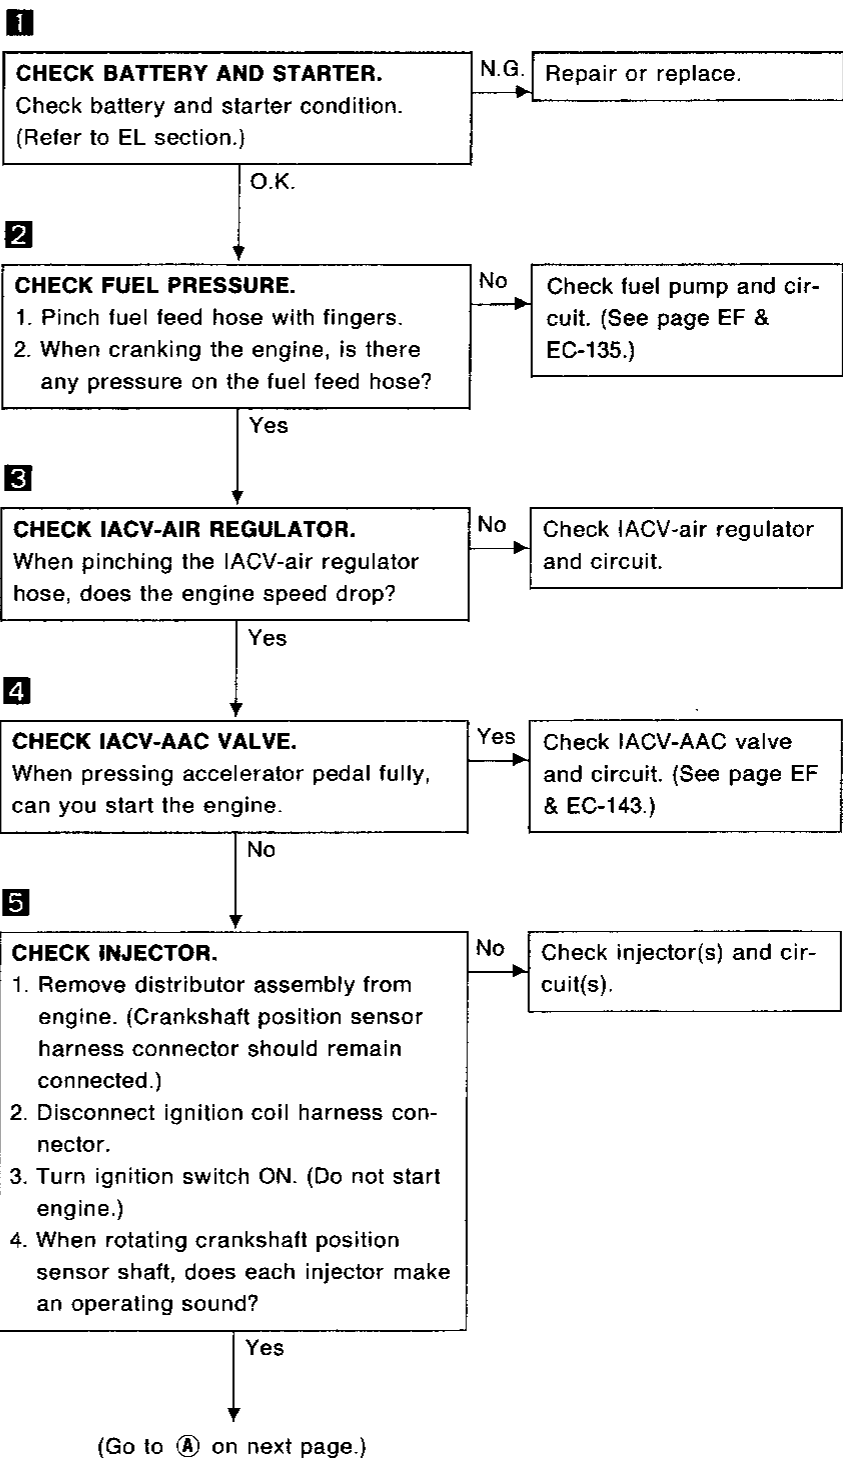 1
CHECK BATTERY AND STARTER.
Check battery and starter condition.
(Refer to EL section.)
N.G.
Repair or replace.
O.K.
2
CHECK FUEL PRESSURE.
1. Pinch fuel feed hose with fingers.
2. When cranking the engine, is there
any pressure on the fuel feed hose?
No
Check fuel pump and cir-
cuit. (See page EF &
EC-135.)
Yes
3
CHECK IACV-AIR REGULATOR.
When pinching the IACV-air regulator
hose, does the engine speed drop?
No
Check IACV-air regulator
and circuit.
Yes
4
CHECK IACV-AAC VALVE.
When pressing accelerator pedal fully,
can you start the engine.
Yes
Check IACV-AAC valve
and circuit. (See page EF
& EC-143.)
No
5
CHECK INJECTOR.
1. Remove distributor assembly from
engine. (Crankshaft position sensor
harness connector should remain
connected.)
2. Disconnect ignition coil harness con-
nector.
3. Turn ignition switch ON. (Do not start
engine.)
4. When rotating crankshaft position
sensor shaft, does each injector make
an operating sound?
No
Check injector(s) and cir-
cuit(s).
Yes
(Go to Ⓐ on next page.)